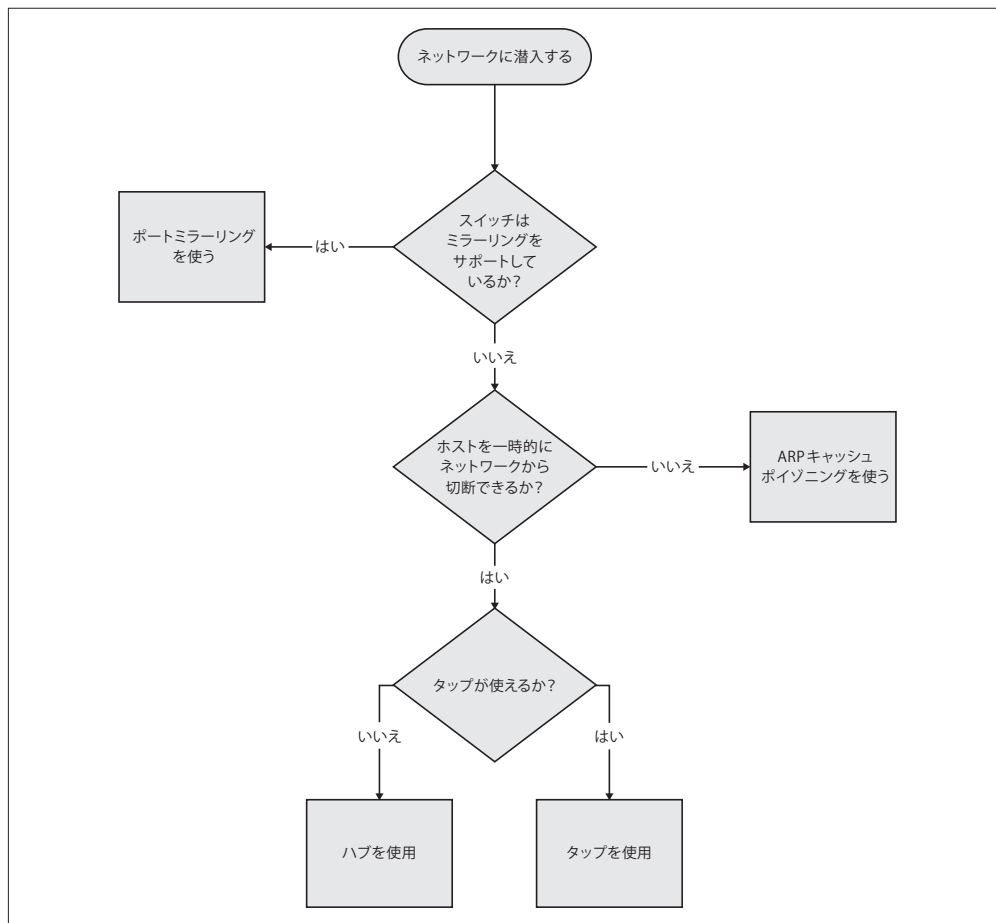 ネットワークに潜入する
スイッチは
ミラーリングを
サポートして
いるか？
はい
ポートミラーリング
を使う
いいえ
ホストを一時的に
ネットワークから
切断できるか？
いいえ
ARPキャッシュ
ポイゾニングを使う
はい
タップが使えるか？
いいえ
はい
ハブを使用
タップを使用